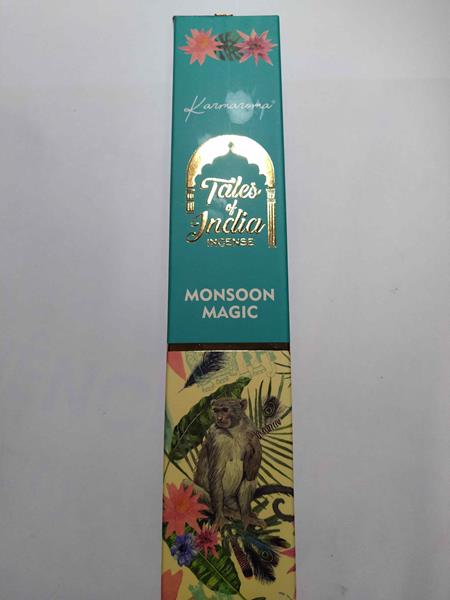 Karmaroma
Tales
of
India
INCENSE
MONSOON
MAGIC